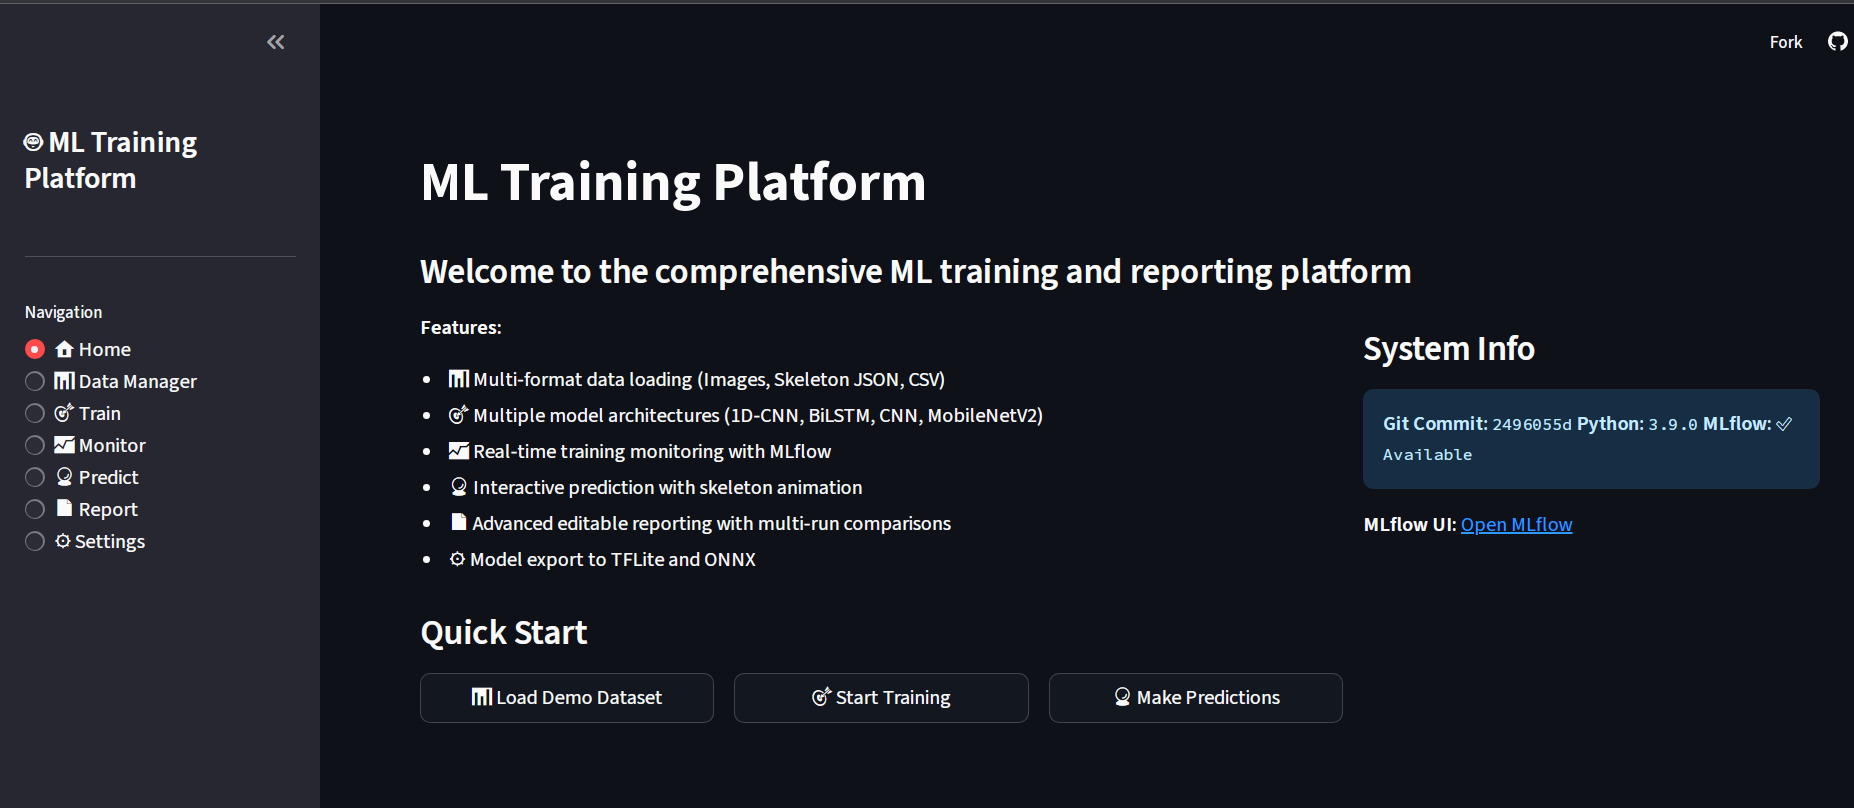 Fork
ML Training
Platform
Navigation
Home
Data Manager
Train
Monitor
Predict
Report
Settings
ML Training Platform
Welcome to the comprehensive ML training and reporting platform
Features:
Multi-format data loading (Images, Skeleton JSON, CSV)
Multiple model architectures (1D-CNN, BiLSTM, CNN, MobileNetV2)
Real-time training monitoring with MLflow
Interactive prediction with skeleton animation
Advanced editable reporting with multi-run comparisons
Model export to TFLite and ONNX
Quick Start
Load Demo Dataset
Start Training
Make Predictions
System Info
Git Commit: 2496055d Python: 3.9.0 MLflow: ✅
Available
MLflow UI: Open MLflow